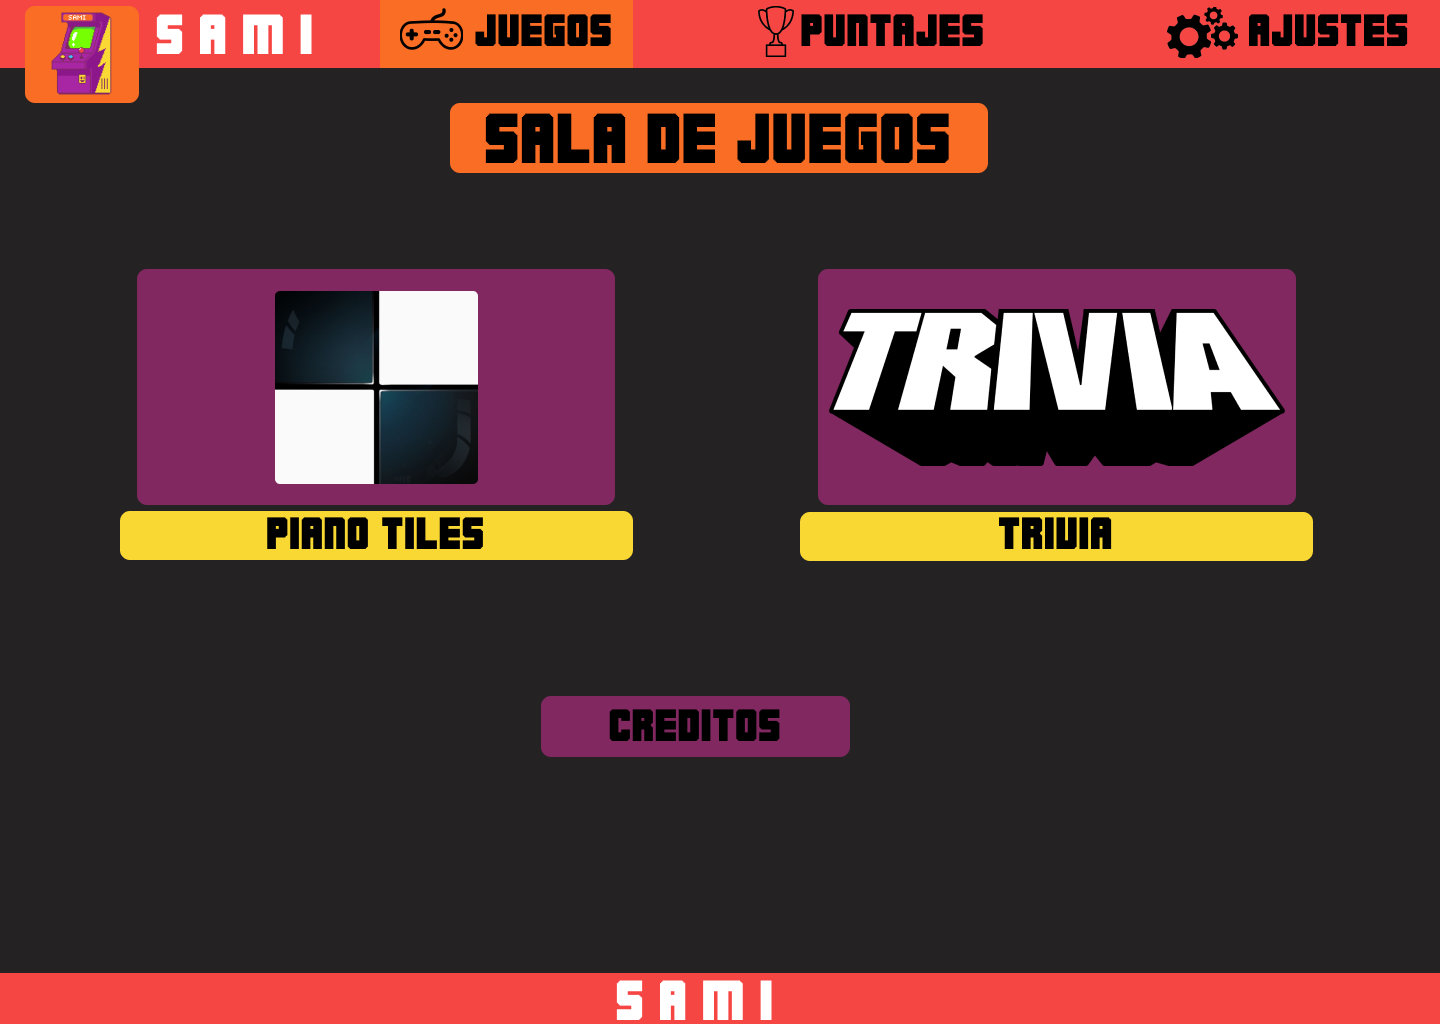 SAMI
SAMI
JUEGOS
PUNTAJES
AJUSTES
SALA DE JUEGOS
TRIVIA
PIANO TILES
TRIVIA
CREDITOS
SAMI